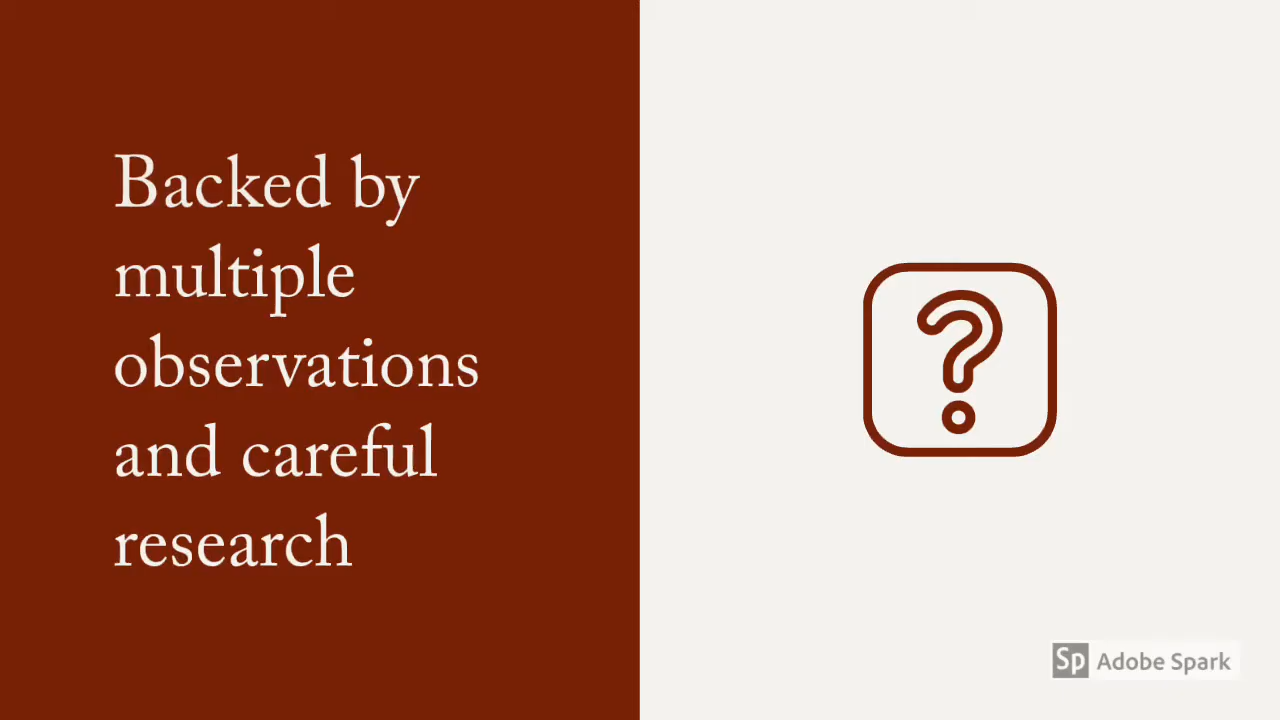 Backed by
multiple
observations
and careful
research
?
Sp Adobe Spark